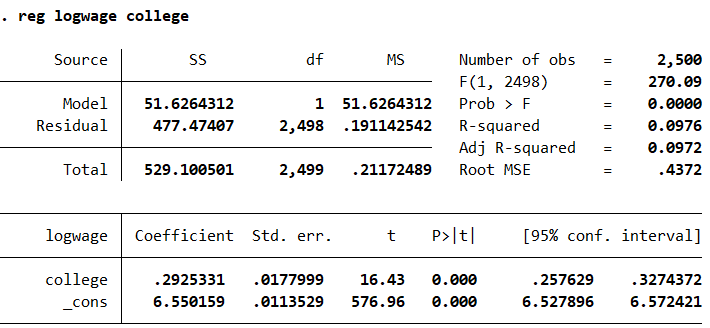 . reg logwage college
Source SS df MS Number of obs = 2,500
F(1, 2498) = 270.09
Model 51.6264312 1 51.6264312 Prob > F = 0.0000
Residual 477.47407 2,498 .191142542 R-squared = 0.0976
Adj R-squared = 0.0972
Total 529.100501 2,499 .21172489 Root MSE = .4372
logwage Coefficient Std. err. t P>|t| [95% conf. interval]
college .2925331 .0177999 16.43 0.000 .257629 .3274372
_cons 6.550159 .0113529 576.96 0.000 6.527896 6.572421